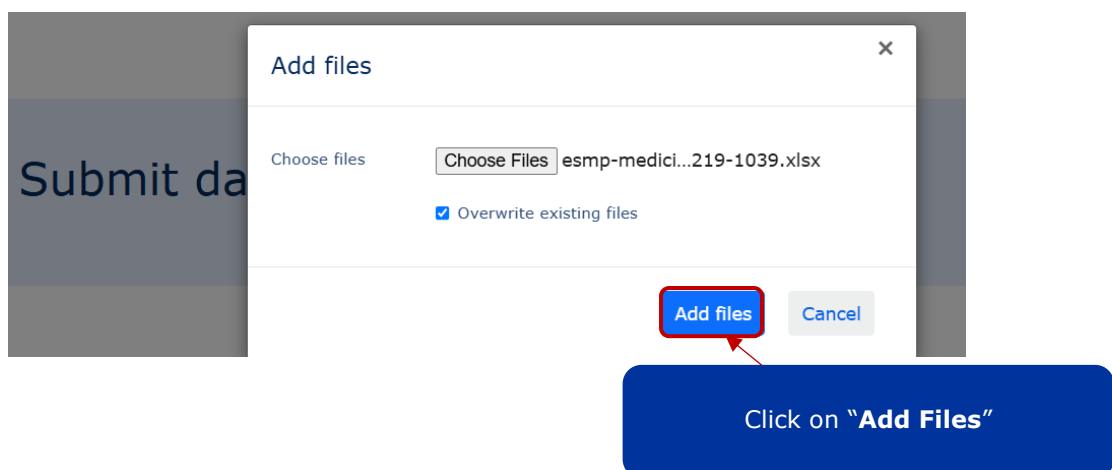 Add files
×
Submit da
Choose files
Choose Files esmp-medici...219-1039.xlsx
Overwrite existing files
Add files
Cancel
Click on “Add Files”